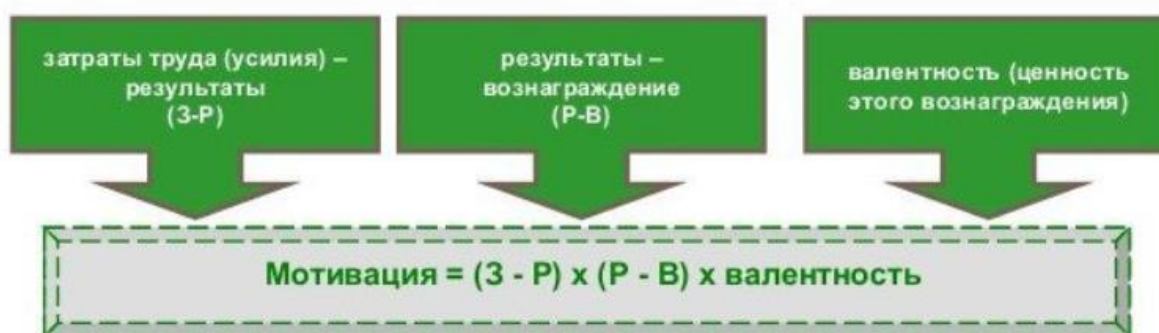 затраты труда (усилия) –
результаты
(З-Р)
результаты –
вознаграждение
(Р-В)
валентность (ценность
этого вознаграждения)
Мотивация = (З - Р) х (Р - В) х валентность